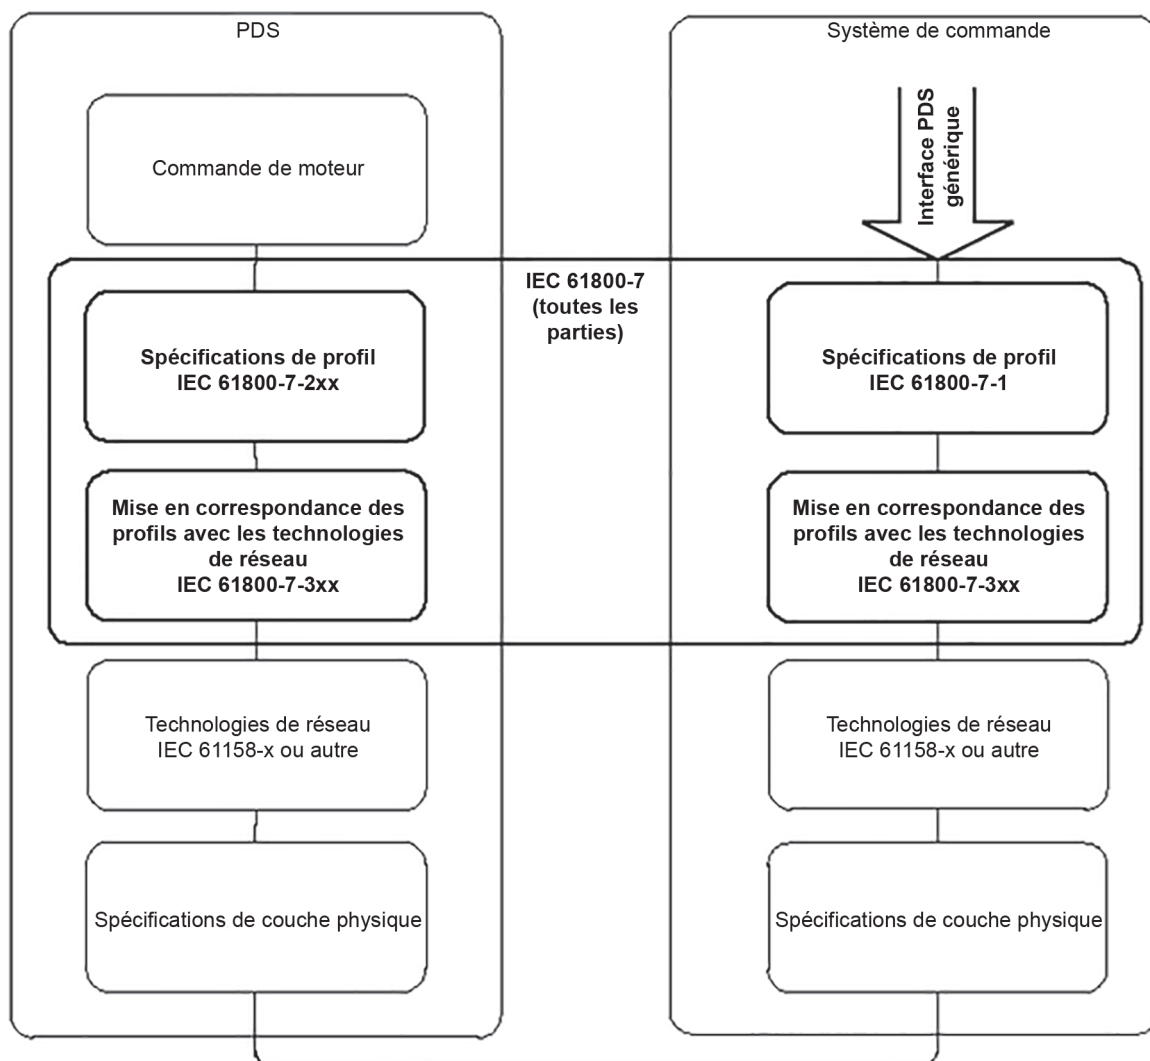 PDS
Commande de moteur
Spécifications de profil
IEC 61800-7-2xx
Mise en correspondance des
profils avec les technologies
de réseau
IEC 61800-7-3xx
Technologies de réseau
IEC 61158-x ou autre
Spécifications de couche physique
IEC 61800-7
(toutes les
parties)
Système de commande
Interface PDS
générique
Spécifications de profil
IEC 61800-7-1
Mise en correspondance des
profils avec les technologies
de réseau
IEC 61800-7-3xx
Technologies de réseau
IEC 61158-x ou autre
Spécifications de couche physique